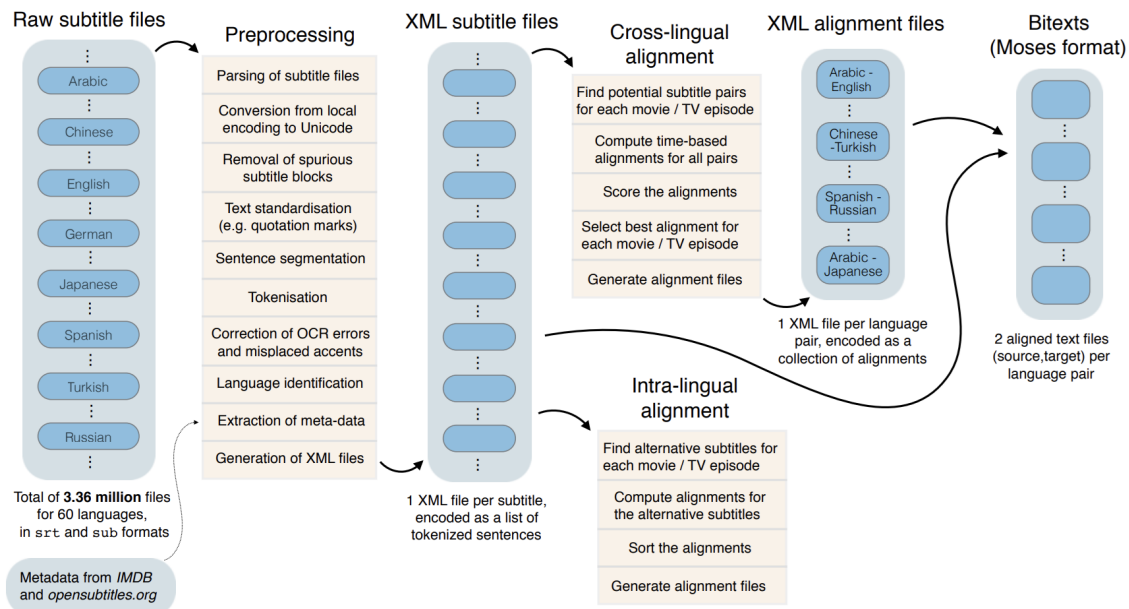 Raw subtitle files
⋮
Arabic
⋮
Chinese
⋮
English
⋮
German
⋮
Japanese
⋮
Spanish
⋮
Turkish
⋮
Russian
⋮
Total of 3.36 million files
for 60 languages,
in srt and sub formats
Metadata from IMDB
and opensubtitles.org
Preprocessing
Parsing of subtitle files
Conversion from local
encoding to Unicode
Removal of spurious
subtitle blocks
Text standardisation
(e.g. quotation marks)
Sentence segmentation
Tokenisation
Correction of OCR errors
and misplaced accents
Language identification
Extraction of meta-data
Generation of XML files
XML subtitle files
1 XML file per subtitle,
encoded as a list of
tokenized sentences
Cross-lingual
alignment
Find potential subtitle pairs
for each movie / TV episode
Compute time-based
alignments for all pairs
Score the alignments
Select best alignment for
each movie / TV episode
Generate alignment files
Intra-lingual
alignment
Find alternative subtitles for
each movie / TV episode
Compute alignments for
the alternative subtitles
Sort the alignments
Generate alignment files
XML alignment files
Arabic -
English
⋮
Chinese
-Turkish
⋮
Spanish -
Russian
⋮
Arabic -
Japanese
1 XML file per language
pair, encoded as a
collection of alignments
Bitexts
(Moses format)
2 aligned text files
(source,target) per
language pair